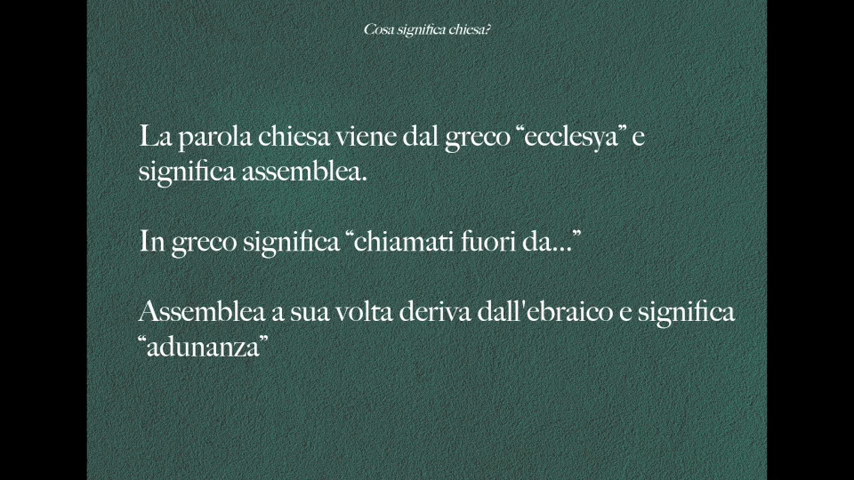 Cosa significa chiesa?
La parola chiesa viene dal greco “ecclesya” e
significa assemblea.
In greco significa “chiamati fuori da...”
Assemblea a sua volta deriva dall'ebraico e significa
“adunanza”